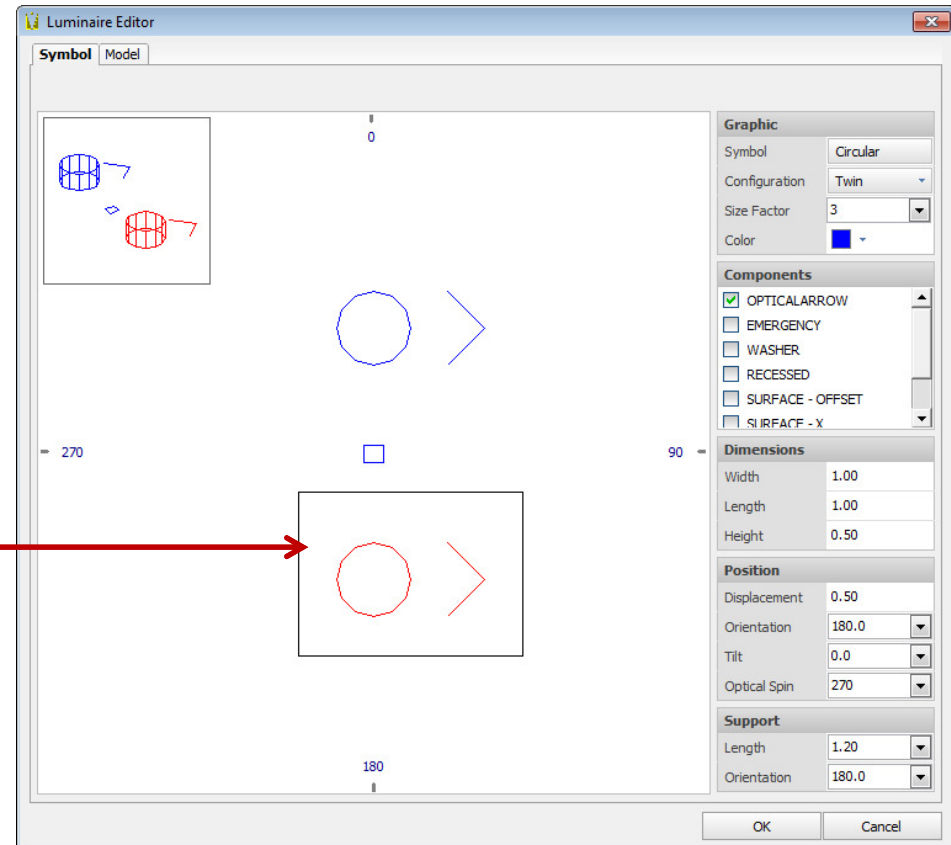 Luminaire Editor
Symbol Model
0
270
90
180
Graphic
Symbol Circular
Configuration Twin
Size Factor 3
Color
Components
OPTICALARROW
EMERGENCY
WASHER
RECESSED
SURFACE - OFFSET
SURFACE - X
Dimensions
Width 1.00
Length 1.00
Height 0.50
Position
Displacement 0.50
Orientation 180.0
Tilt 0.0
Optical Spin 270
Support
Length 1.20
Orientation 180.0
OK Cancel